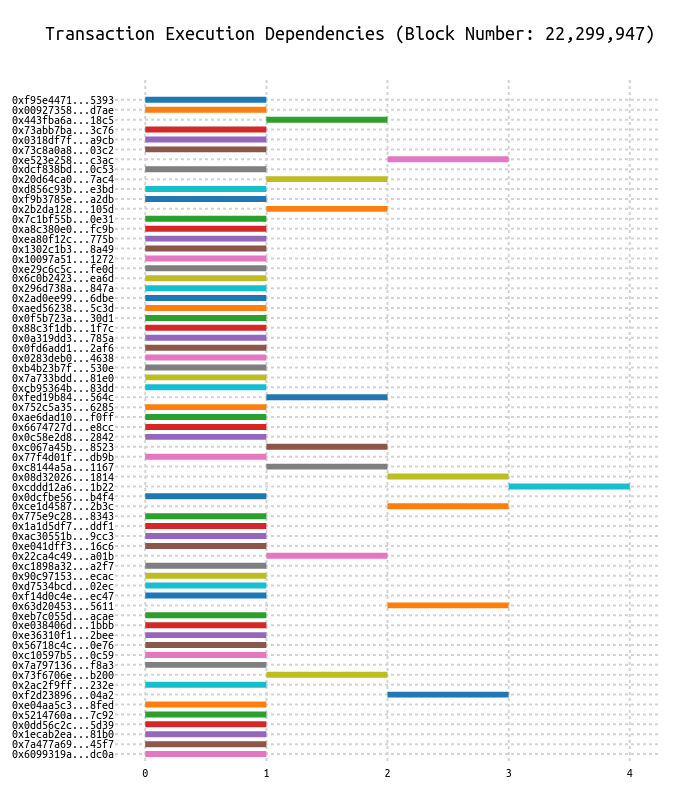 Transaction Execution Dependencies (Block Number: 22,299,947)
0xf95e4471...5393
0x00927358...d7ae
0x443fba6a...18c5
0x73abb7ba...3c76
0x0318df7f...a9cb
0x73c8a0a8...03c2
0xe523e258...c3ac
0xdcf838bd...0c53
0x20d64ca0...7ac4
0xd856c93b...e3bd
0xf9b3785e...a2db
0x2b2da128...105d
0x7c1bf55b...0e31
0xa8c380e0...fc9b
0xea80f12c...775b
0x1302c1b3...8a49
0x10097a51...1272
0xe29c6c5c...fe0d
0x6c0b2423...ea6d
0x296d738a...847a
0x2ad0ee99...6dbe
0xaed56238...5c3d
0x0f5b723a...30d1
0x88c3f1db...1f7c
0x0a319dd3...785a
0x0fd6add1...2af6
0x0283deb0...4638
0xb4b23b7f...530e
0x7a733bdd...81e0
0xcb95364b...83dd
0xfed19b84...564c
0x752c5a35...6285
0xae6dad10...f0ff
0x6674727d...e8cc
0x0c58e2d8...2842
0xc067a45b...8523
0x77f4d01f...db9b
0xc8144a5a...1167
0x08d32026...1814
0xcddd12a6...1b22
0x0dcfbe56...b4f4
0xce1d4587...2b3c
0x775e9c28...8343
0x1a1d5df7...ddf1
0xac30551b...9cc3
0xe041dff3...16c6
0x22ca4c49...a01b
0xc1898a32...a2f7
0x90c97153...ecac
0xd7534bcd...02ec
0xf14d0c4e...ec47
0x63d20453...5611
0xeb7c055d...acae
0xe038406d...1bbb
0xe36310f1...2bee
0x56718c4c...0e76
0xc10597b5...0c59
0x7a797136...f8a3
0x73f6706e...b200
0x2ac2f9ff...232e
0xf2d23896...04a2
0xe04aa5c3...8fed
0x5214760a...7c92
0x0dd56c2c...5d39
0x1ecab2ea...81b0
0x7a477a69...45f7
0x6099319a...dc0a
0 1 2 3 4